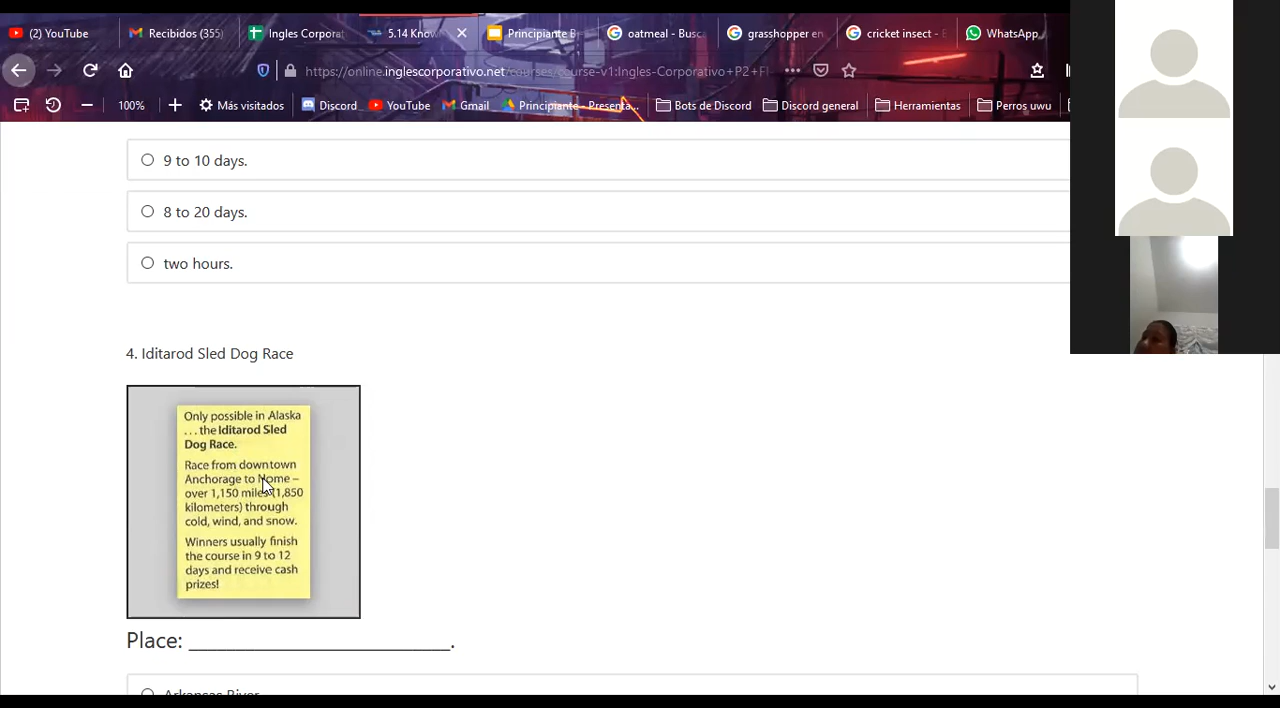 (2) YouTube
Recibidos (355)
Ingles Corporat
5.14 Know
Principiante B
oatmeal - Busc
grasshopper en
cricket insect - B
WhatsApp
https://online.inglescorporativo.net/courses/course-v1:Ingles-Corporativo+P2+F
100%
Más visitados
Discord
YouTube
Gmail
Principiante - Presenta...
Bots de Discord
Discord general
Herramientas
Perros uwu
9 to 10 days.
8 to 20 days.
two hours.
4. Iditarod Sled Dog Race
Only possible in Alaska
... the Iditarod Sled
Dog Race.
Race from downtown
Anchorage to Nome –
over 1,150 miles (1,850
kilometers) through
cold, wind, and snow.
Winners usually finish
the course in 9 to 12
days and receive cash
prizes!
Place: ________________________.
Arkansas River